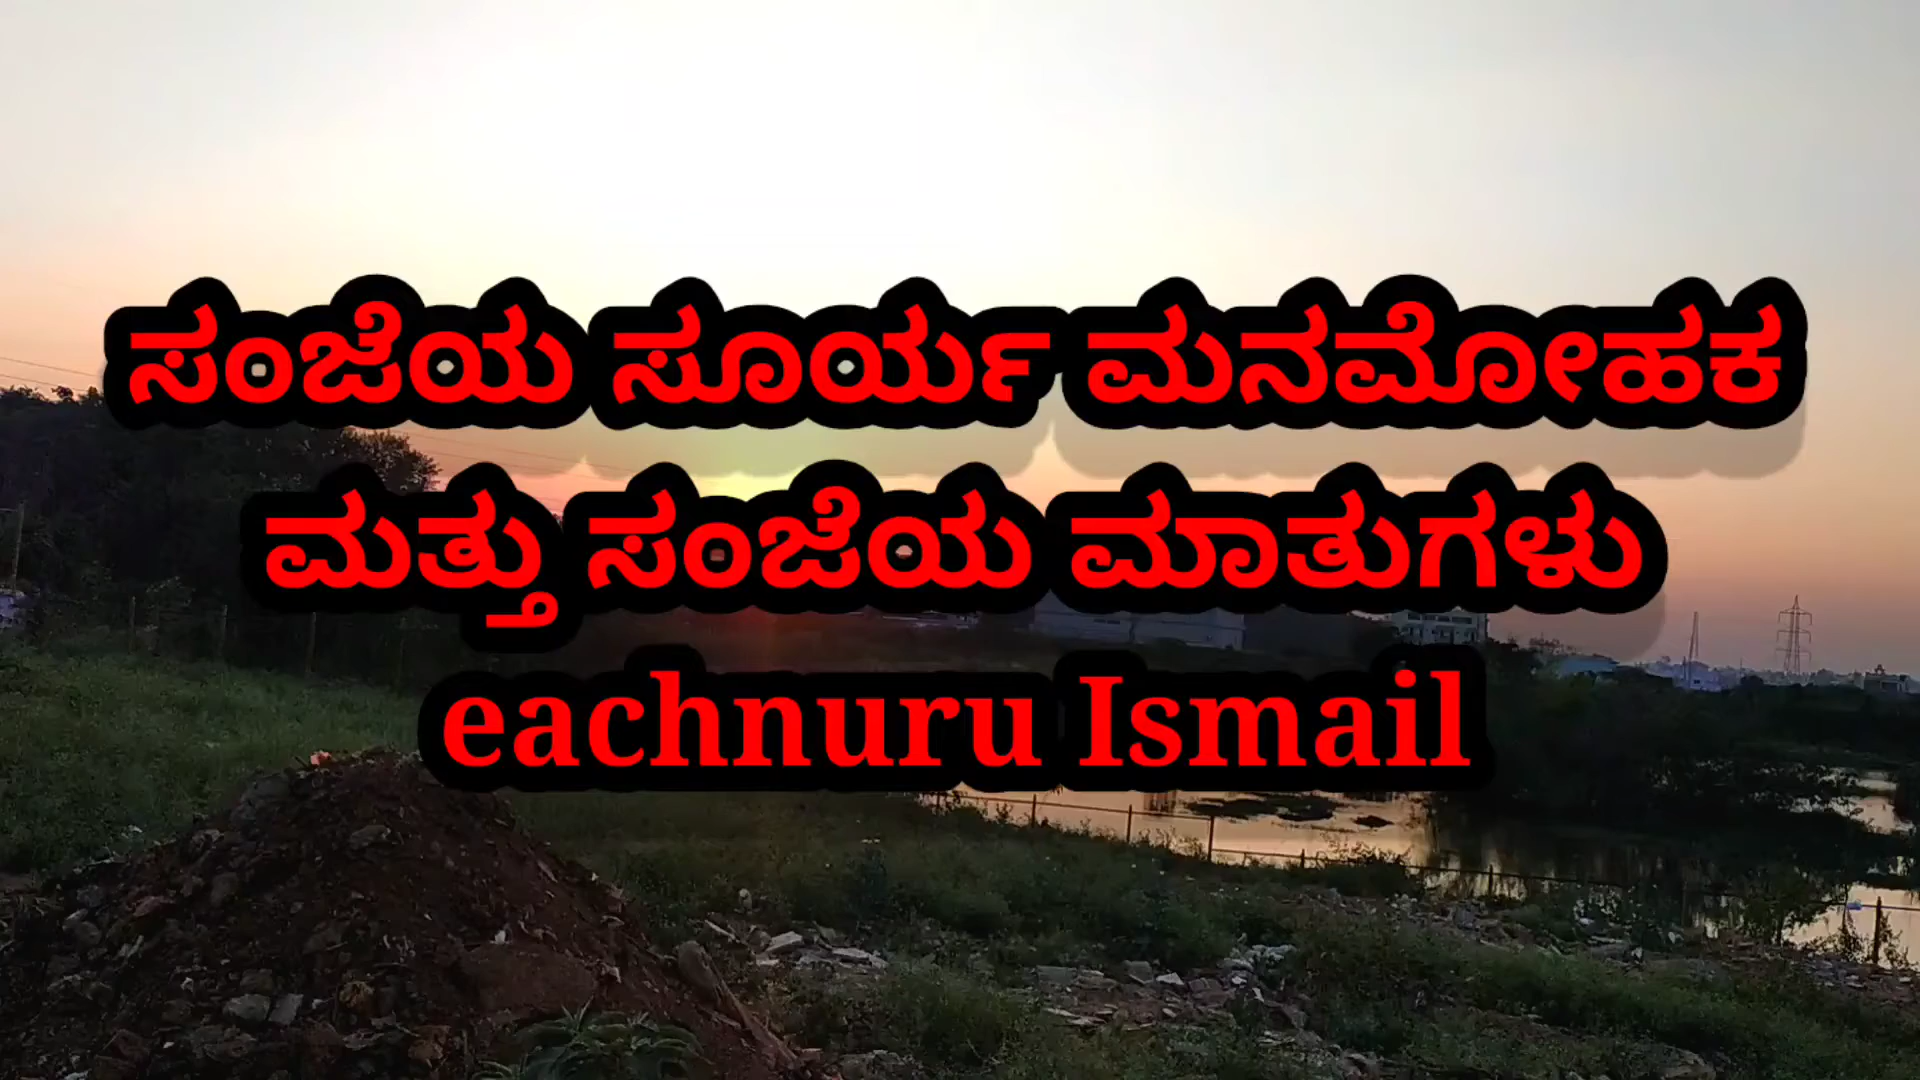 ಸಂಜೆಯ ಸೂರ್ಯ ಮನಮೋಹಕ
ಮತ್ತು ಸಂಜೆಯ ಮಾತುಗಳು
eachnuru Ismail